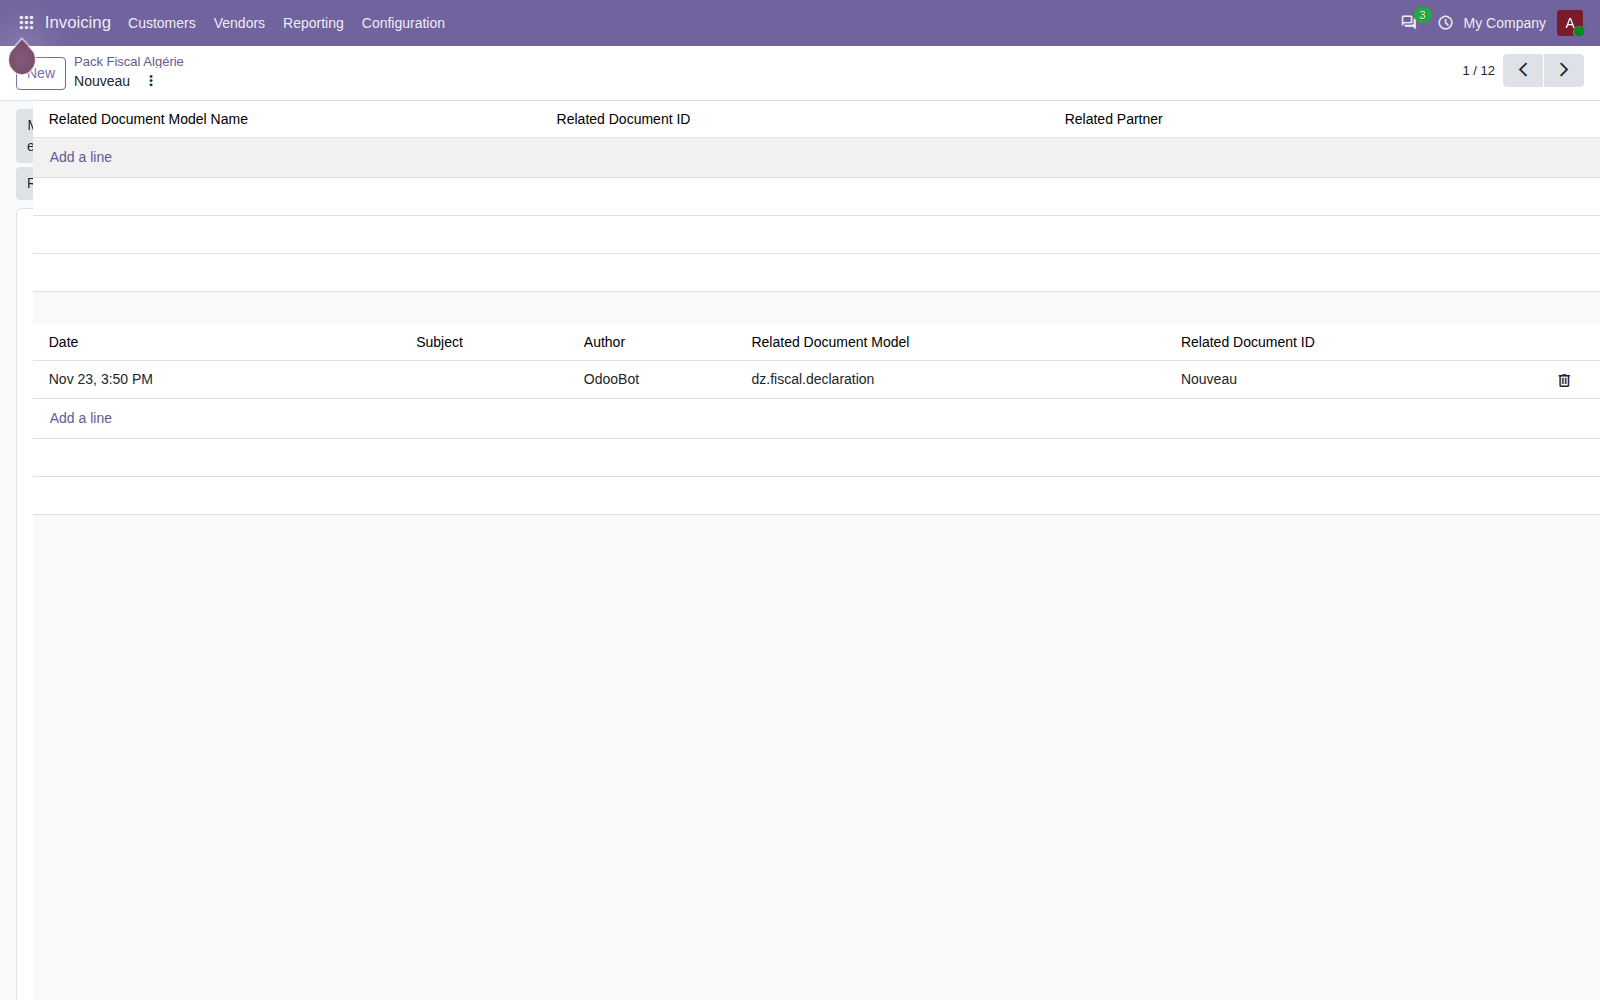 Invoicing Customers Vendors Reporting Configuration 3 My Company A
New
Pack Fiscal Algérie
Nouveau
1 / 12
Related Document Model Name Related Document ID Related Partner
Add a line
Date Subject Author Related Document Model Related Document ID
Nov 23, 3:50 PM OdooBot dz.fiscal.declaration Nouveau
Add a line